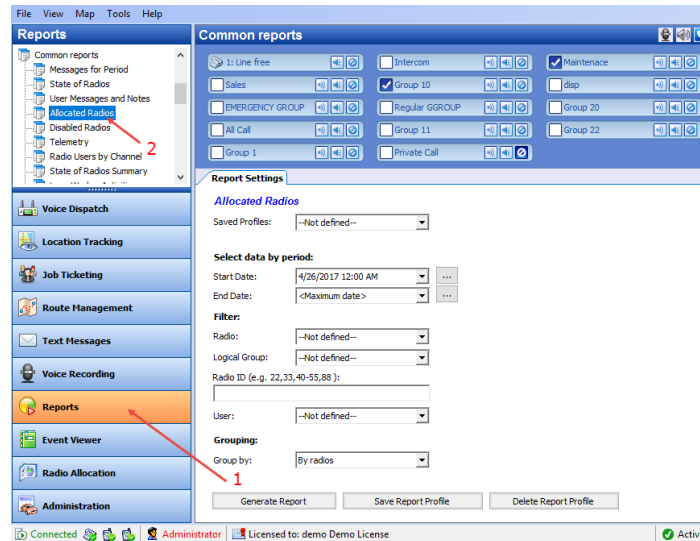 File View Map Tools Help
Reports
Common reports
Messages for Period
State of Radios
User Messages and Notes
Allocated Radios
Disabled Radios
Telemetry
Radio Users by Channel
State of Radios Summary
2
Voice Dispatch
Location Tracking
Job Ticketing
Route Management
Text Messages
Voice Recording
Reports
Event Viewer
Radio Allocation
Administration
1
Common reports
1: Line free Intercom Maintenace
Sales Group 10 disp
EMERGENCY GROUP Regular GGROUP Group 20
All Call Group 11 Group 22
Group 1 Private Call
Report Settings
Allocated Radios
Saved Profiles: --Not defined--
Select data by period:
Start Date: 4/26/2017 12:00 AM ...
End Date: <Maximum date> ...
Filter:
Radio: --Not defined--
Logical Group: --Not defined--
Radio ID (e.g. 22,33,40-55,88 ):
User: --Not defined--
Grouping:
Group by: By radios
Generate Report Save Report Profile Delete Report Profile
Connected Administrator Licensed to: demo Demo License Activ